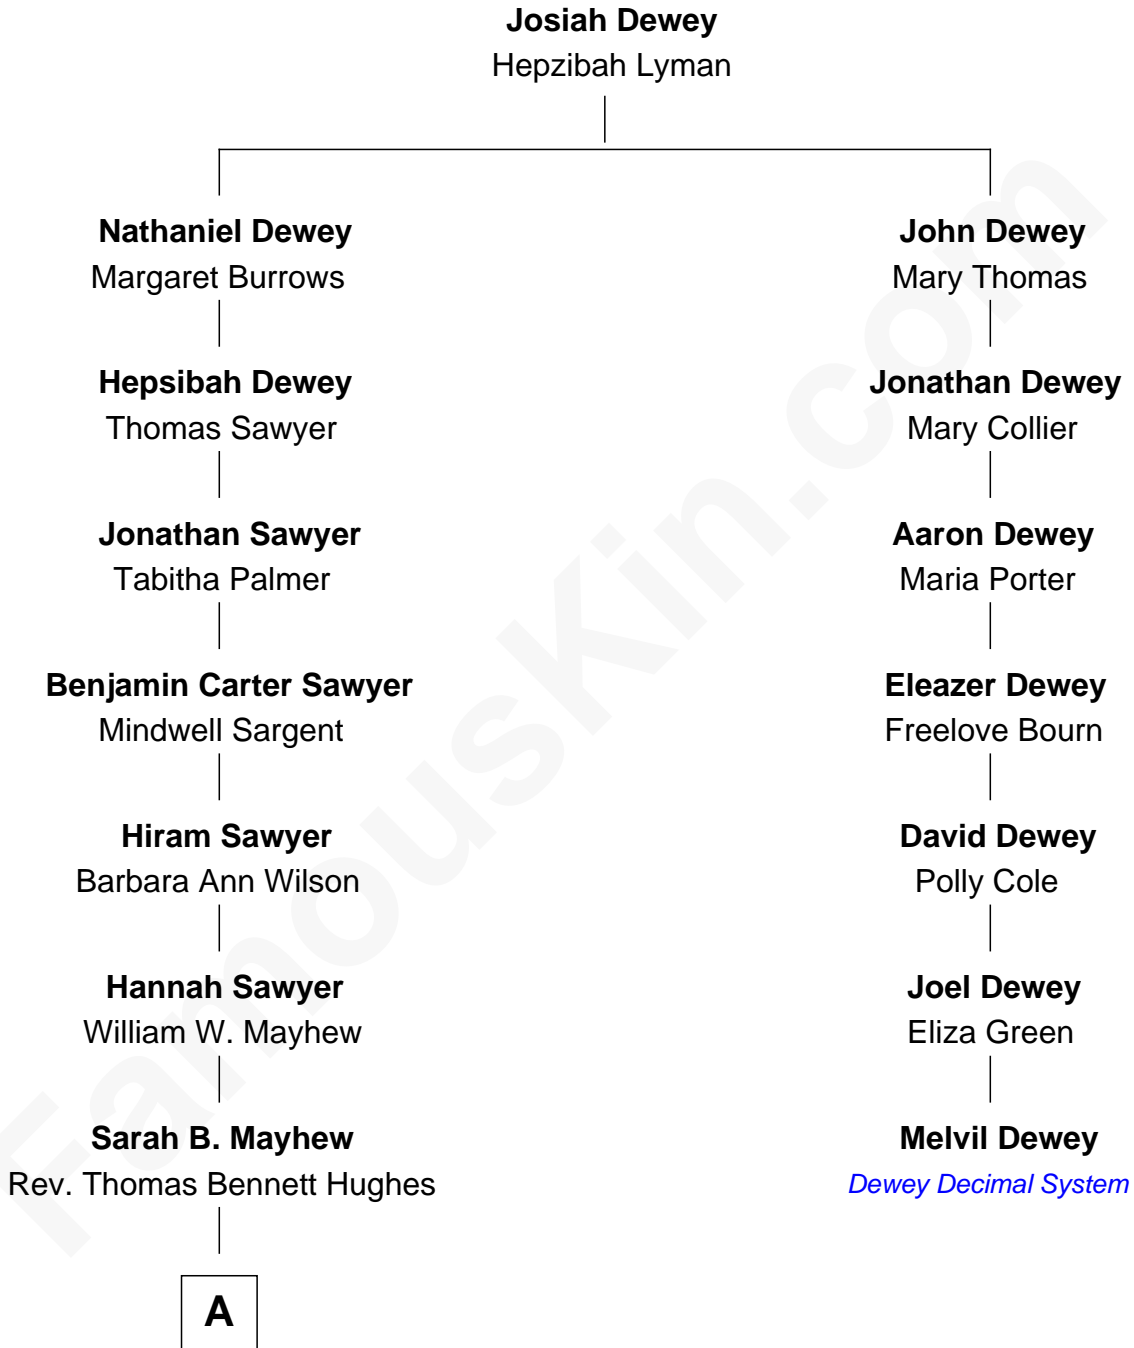 Josiah Dewey
Hepzibah Lyman
Nathaniel Dewey
Margaret Burrows
Hepsibah Dewey
Thomas Sawyer
Jonathan Sawyer
Tabitha Palmer
Benjamin Carter Sawyer
Mindwell Sargent
Hiram Sawyer
Barbara Ann Wilson
Hannah Sawyer
William W. Mayhew
Sarah B. Mayhew
Rev. Thomas Bennett Hughes
A
John Dewey
Mary Thomas
Jonathan Dewey
Mary Collier
Aaron Dewey
Maria Porter
Eleazer Dewey
Freelove Bourn
David Dewey
Polly Cole
Joel Dewey
Eliza Green
Melvil Dewey
Dewey Decimal System
FamousKin.com